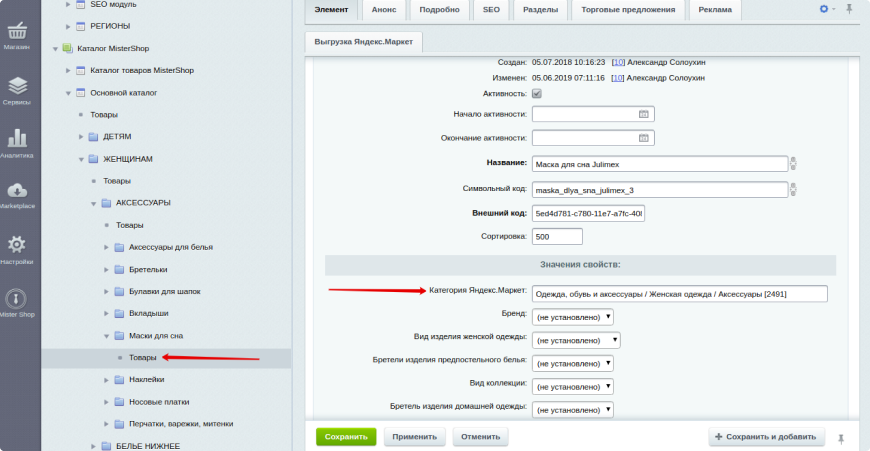 Магазин
Сервисы
Аналитика
Marketplace
Настройки
Mister Shop
SEO модуль
РЕГИОНЫ
Каталог MisterShop
Каталог товаров MisterShop
Основной каталог
Товары
ДЕТЯМ
ЖЕНЩИНАМ
Товары
АКСЕССУАРЫ
Товары
Аксессуары для белья
Бретельки
Булавки для шапок
Вкладыши
Маски для сна
Товары
Наклейки
Носовые платки
Перчатки, варежки, митенки
БЕЛЬЕ НИЖНЕЕ
Элемент Анонс Подробно SEO Разделы Торговые предложения Реклама
Выгрузка Яндекс.Маркет
Создан: 05.07.2018 10:16:23 [10] Александр Солоухин
Изменен: 05.06.2019 07:11:16 [10] Александр Солоухин
Активность:
Начало активности:
Окончание активности:
Название: Маска для сна Julimex
Символьный код: maska_dlya_sna_julimex_3
Внешний код: 5ed4d781-c780-11e7-a7fc-40
Сортировка: 500
Значения свойств:
Категория Яндекс.Маркет: Одежда, обувь и аксессуары / Женская одежда / Аксессуары [2491]
Бренд: (не установлено)
Вид изделия женской одежды: (не установлено)
Бретели изделия предпостельного белья: (не установлено)
Вид коллекции: (не установлено)
Бретель изделия домашней одежды: (не установлено)
Сохранить Применить Отменить + Сохранить и добавить